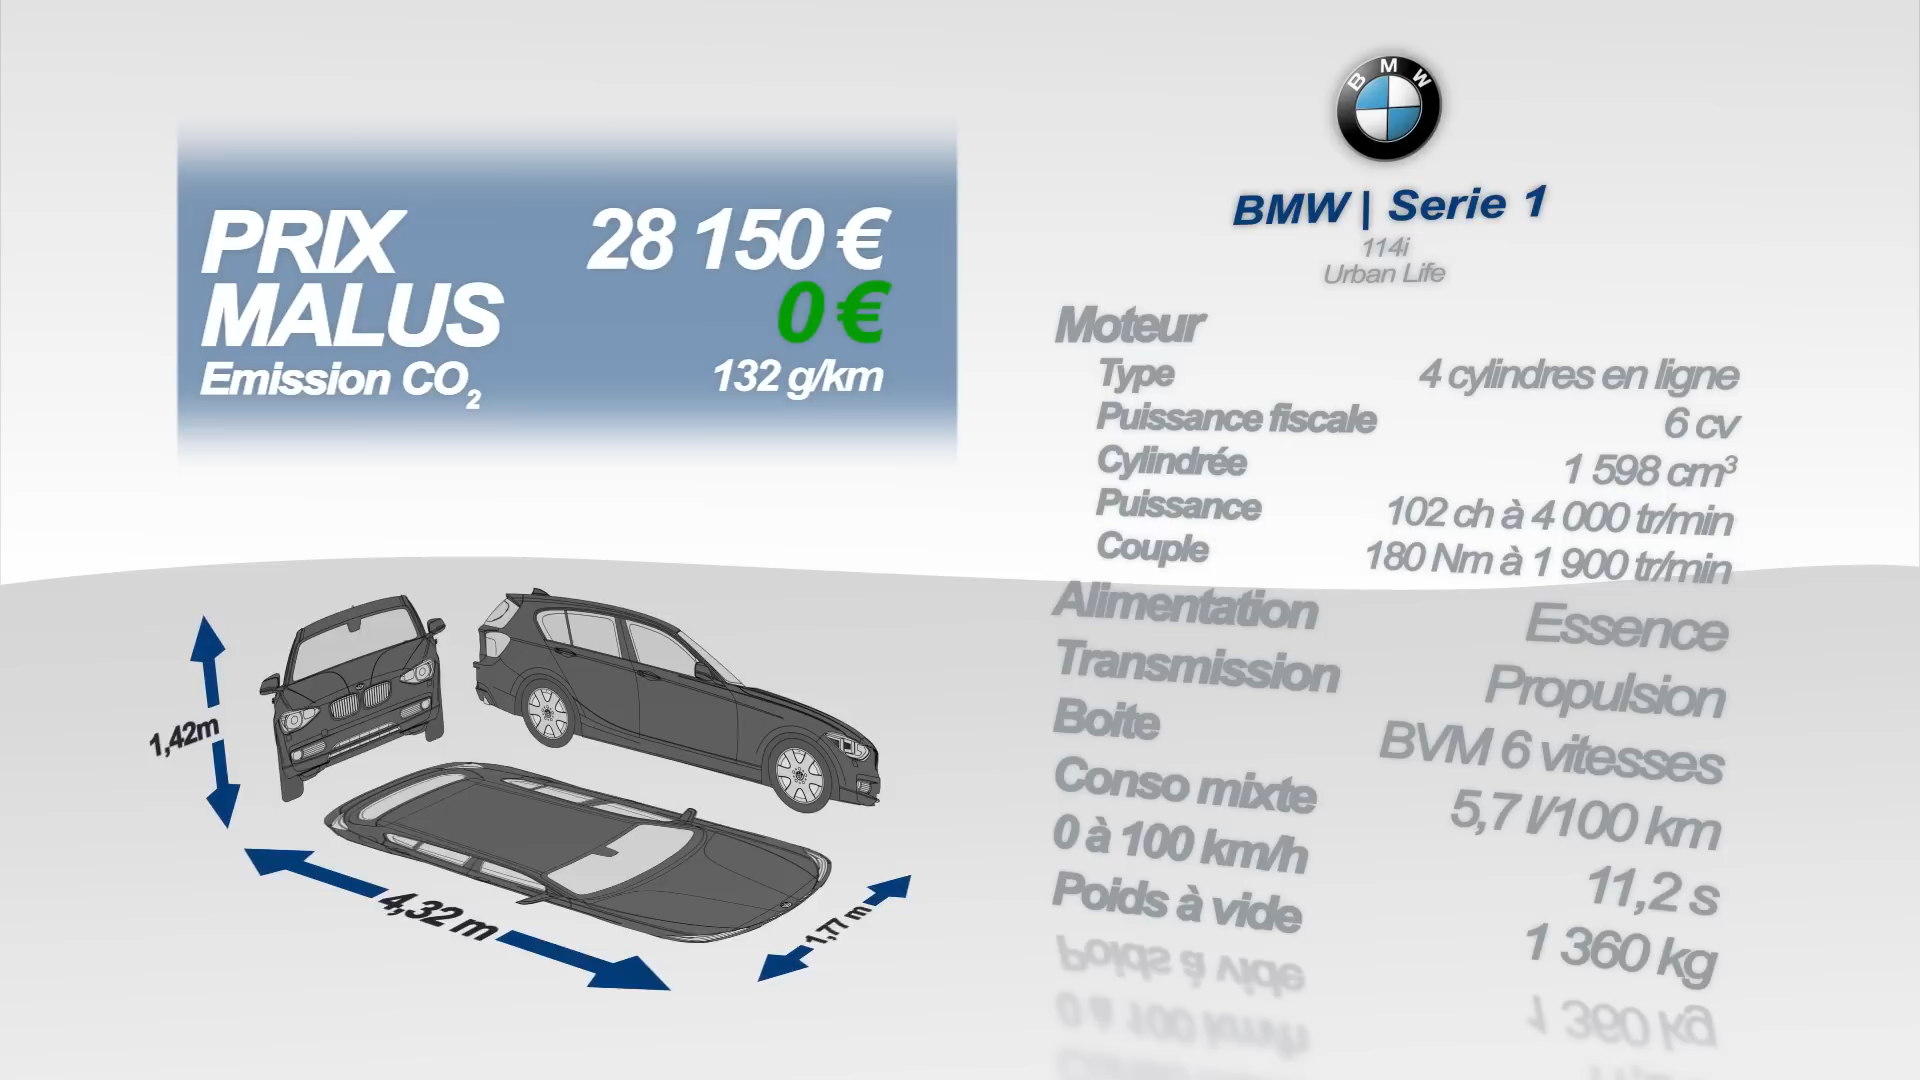 PRIX 28 150 €
MALUS 0 €
Emission CO2 132 g/km
1,42m
4,32 m
1,77 m
BMW
BMW | Serie 1
114i
Urban Life
Moteur
Type 4 cylindres en ligne
Puissance fiscale 6 cv
Cylindrée 1 598 cm³
Puissance 102 ch à 4 000 tr/min
Couple 180 Nm à 1 900 tr/min
Alimentation Essence
Transmission Propulsion
Boite BVM 6 vitesses
Conso mixte 5,7 l/100 km
0 à 100 km/h 11,2 s
Poids à vide 1 360 kg